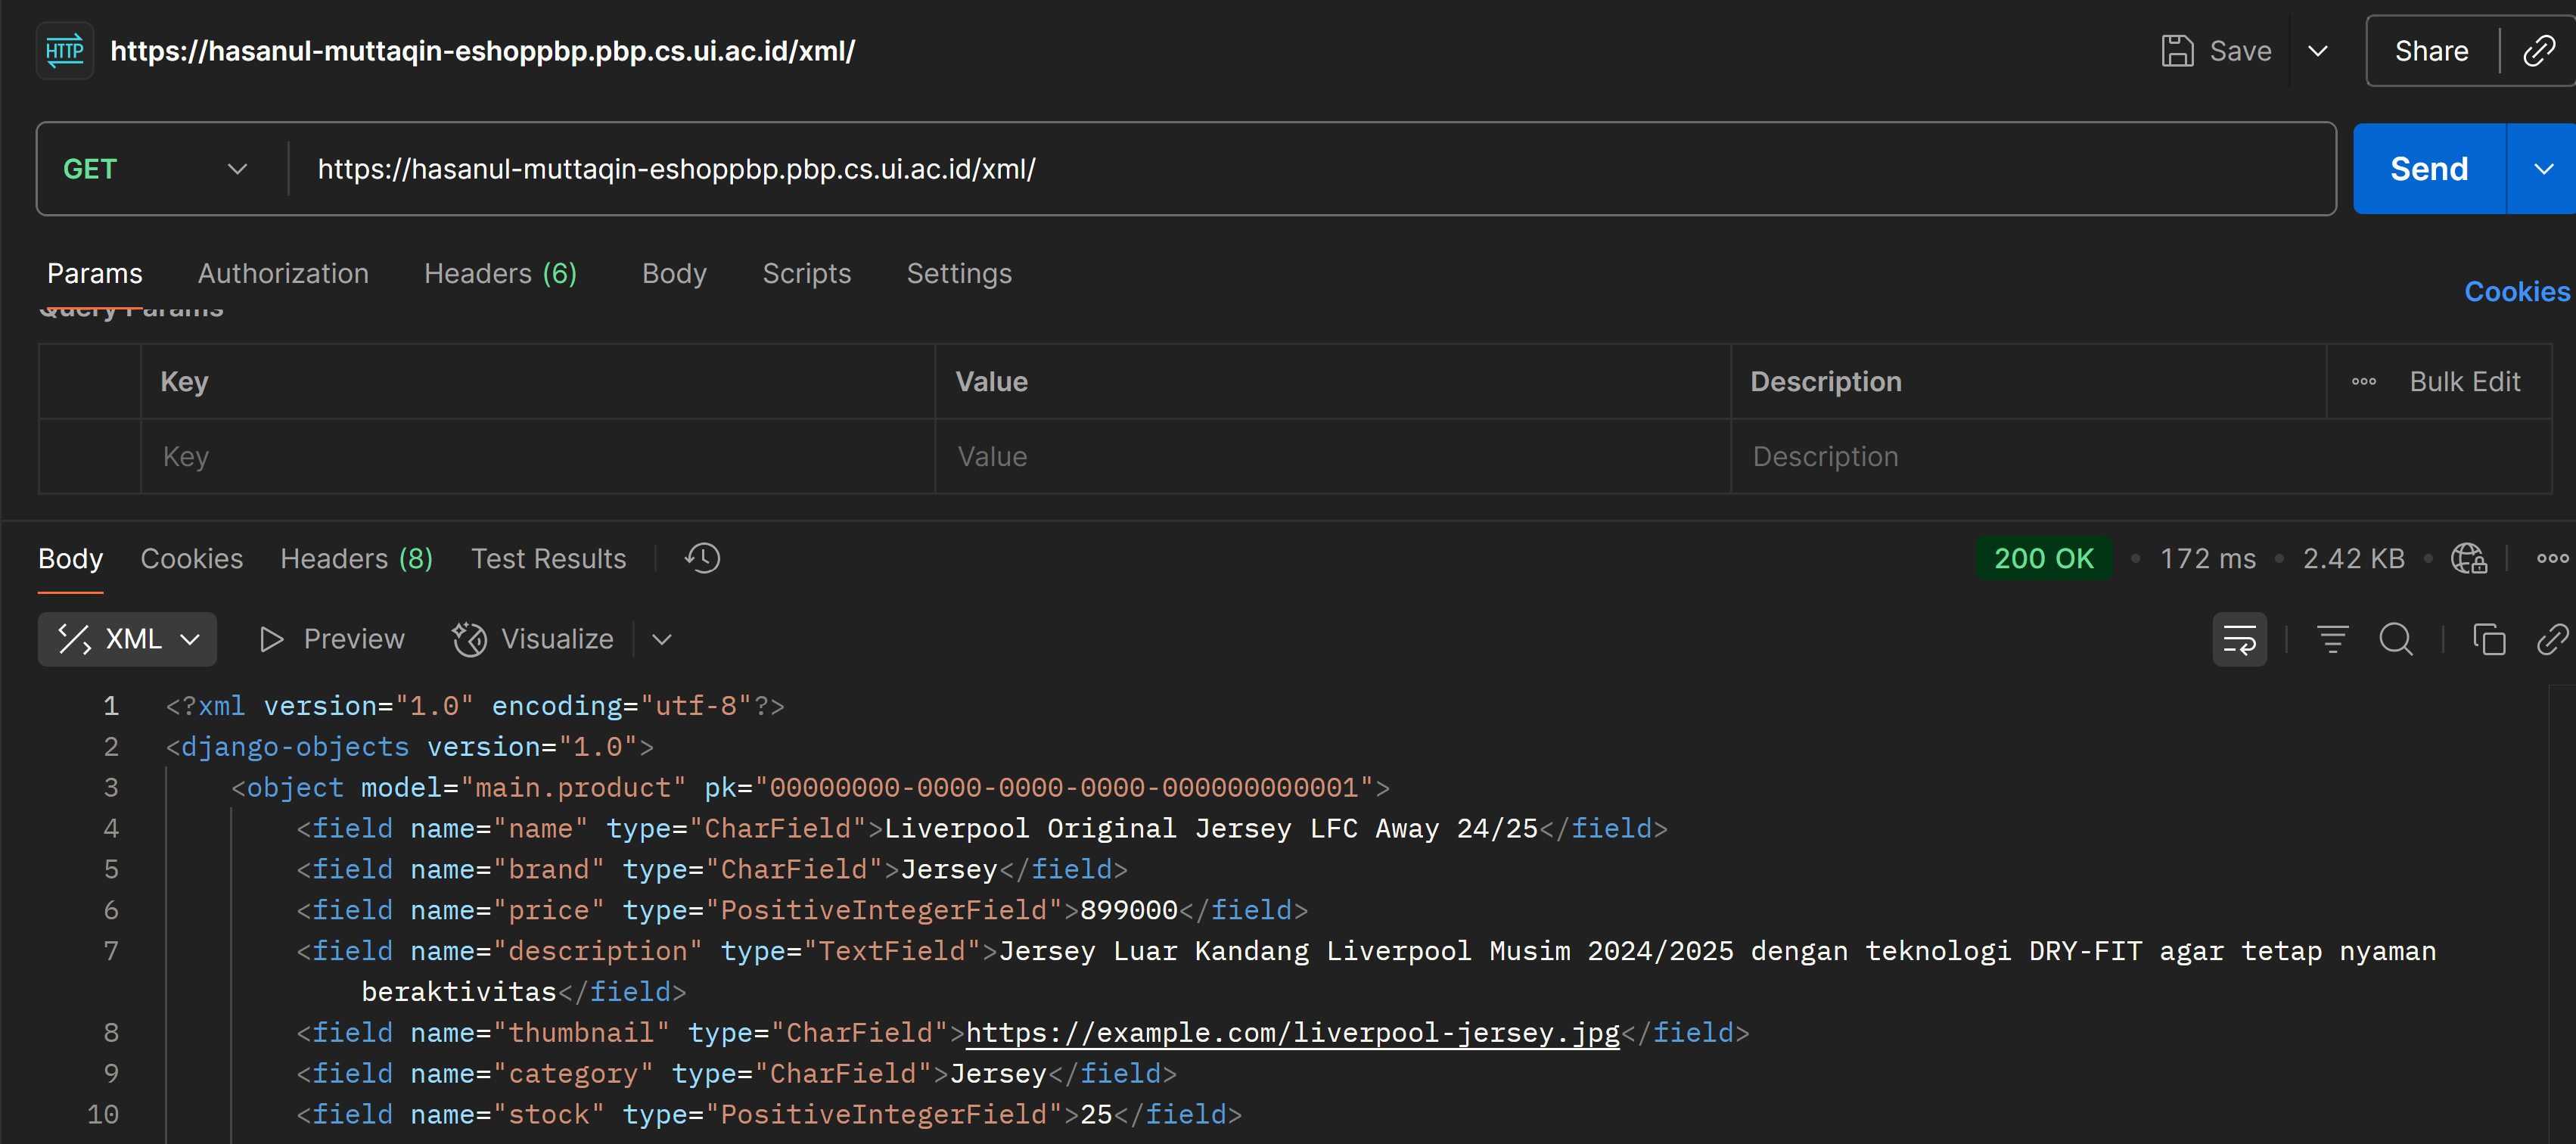 HTTP https://hasanul-muttaqin-eshoppbp.pbp.cs.ui.ac.id/xml/ Save Share
GET https://hasanul-muttaqin-eshoppbp.pbp.cs.ui.ac.id/xml/ Send
Params Authorization Headers (6) Body Scripts Settings Cookies
Query Params
Key Value Description Bulk Edit
Key Value Description
Body Cookies Headers (8) Test Results 200 OK 172 ms 2.42 KB
XML Preview Visualize
1 <?xml version="1.0" encoding="utf-8"?>
2 <django-objects version="1.0">
3 <object model="main.product" pk="00000000-0000-0000-0000-000000000001">
4 <field name="name" type="CharField">Liverpool Original Jersey LFC Away 24/25</field>
5 <field name="brand" type="CharField">Jersey</field>
6 <field name="price" type="PositiveIntegerField">899000</field>
7 <field name="description" type="TextField">Jersey Luar Kandang Liverpool Musim 2024/2025 dengan teknologi DRY-FIT agar tetap nyaman
beraktivitas</field>
8 <field name="thumbnail" type="CharField">https://example.com/liverpool-jersey.jpg</field>
9 <field name="category" type="CharField">Jersey</field>
10 <field name="stock" type="PositiveIntegerField">25</field>